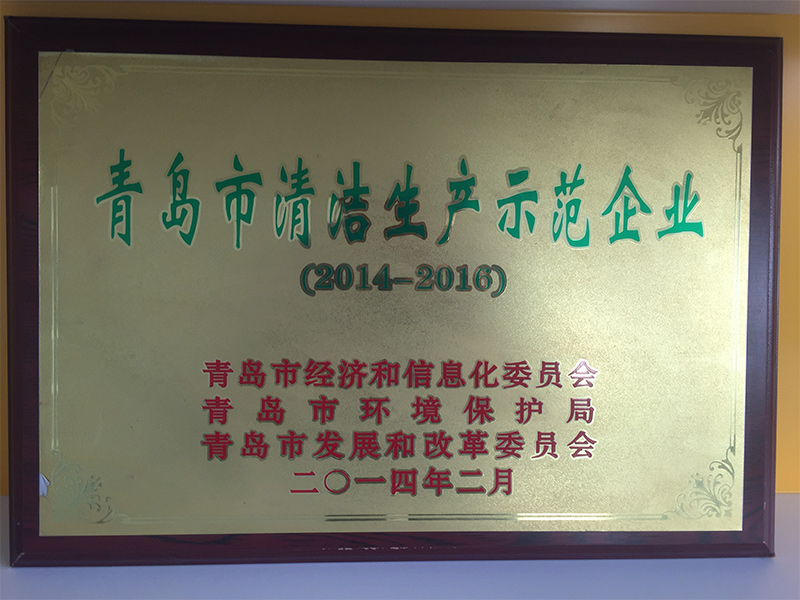 青岛市清洁生产示范企业
(2014-2016)
青岛市经济和信息化委员会
青岛市环境保护局
青岛市发展和改革委员会
二〇一四年二月